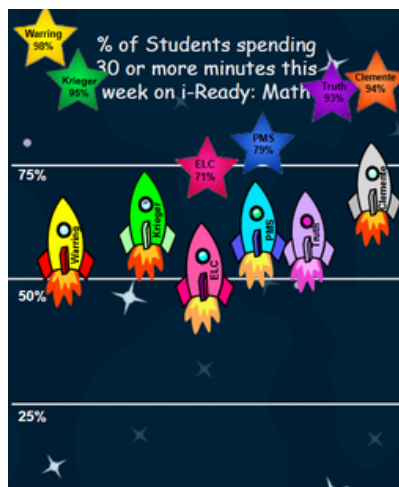 Warring
98%
% of Students spending
30 or more minutes this
week on i-Ready: Math
Krieger
95%
Truth
93%
Clemente
94%
PMS
79%
ELC
71%
75%
Warring
Krieger
ELC
PMS
Truth
Clemente
50%
25%